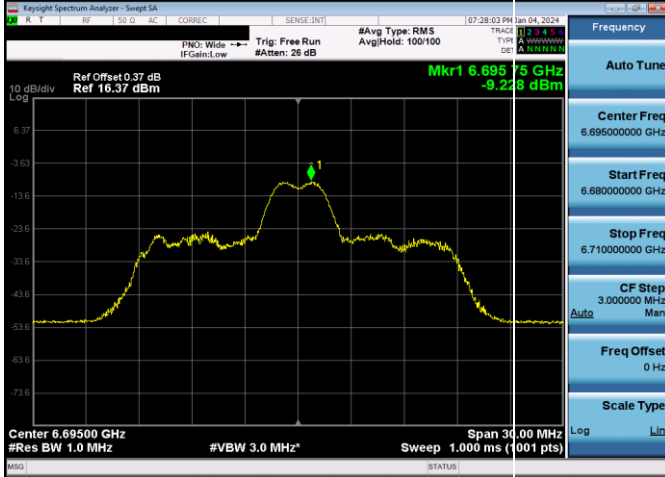 Keysight Spectrum Analyzer - Swept SA
R T RF 50 Ω AC CORREC SENSE:INT 07:28:03 PM Jan 04, 2024
PNO: Wide
IFGain:Low
Trig: Free Run
#Atten: 26 dB
#Avg Type: RMS
Avg|Hold: 100/100
TRACE 1 2 3 4 5 6
TYPE A WWWWW
DET A N N N N N
Mkr1 6.695 75 GHz
-9.228 dBm
Ref Offset 0.37 dB
10 dB/div Ref 16.37 dBm
Log
6.37
-3.63
1
-13.6
-23.6
-33.6
-43.6
-53.6
-63.6
-73.6
Center 6.69500 GHz Span 30.00 MHz
#Res BW 1.0 MHz #VBW 3.0 MHz* Sweep 1.000 ms (1001 pts)
MSG STATUS
Frequency
Auto Tune
Center Freq
6.695000000 GHz
Start Freq
6.680000000 GHz
Stop Freq
6.710000000 GHz
CF Step
3.000000 MHz
Auto Man
Freq Offset
0 Hz
Scale Type
Log Lin